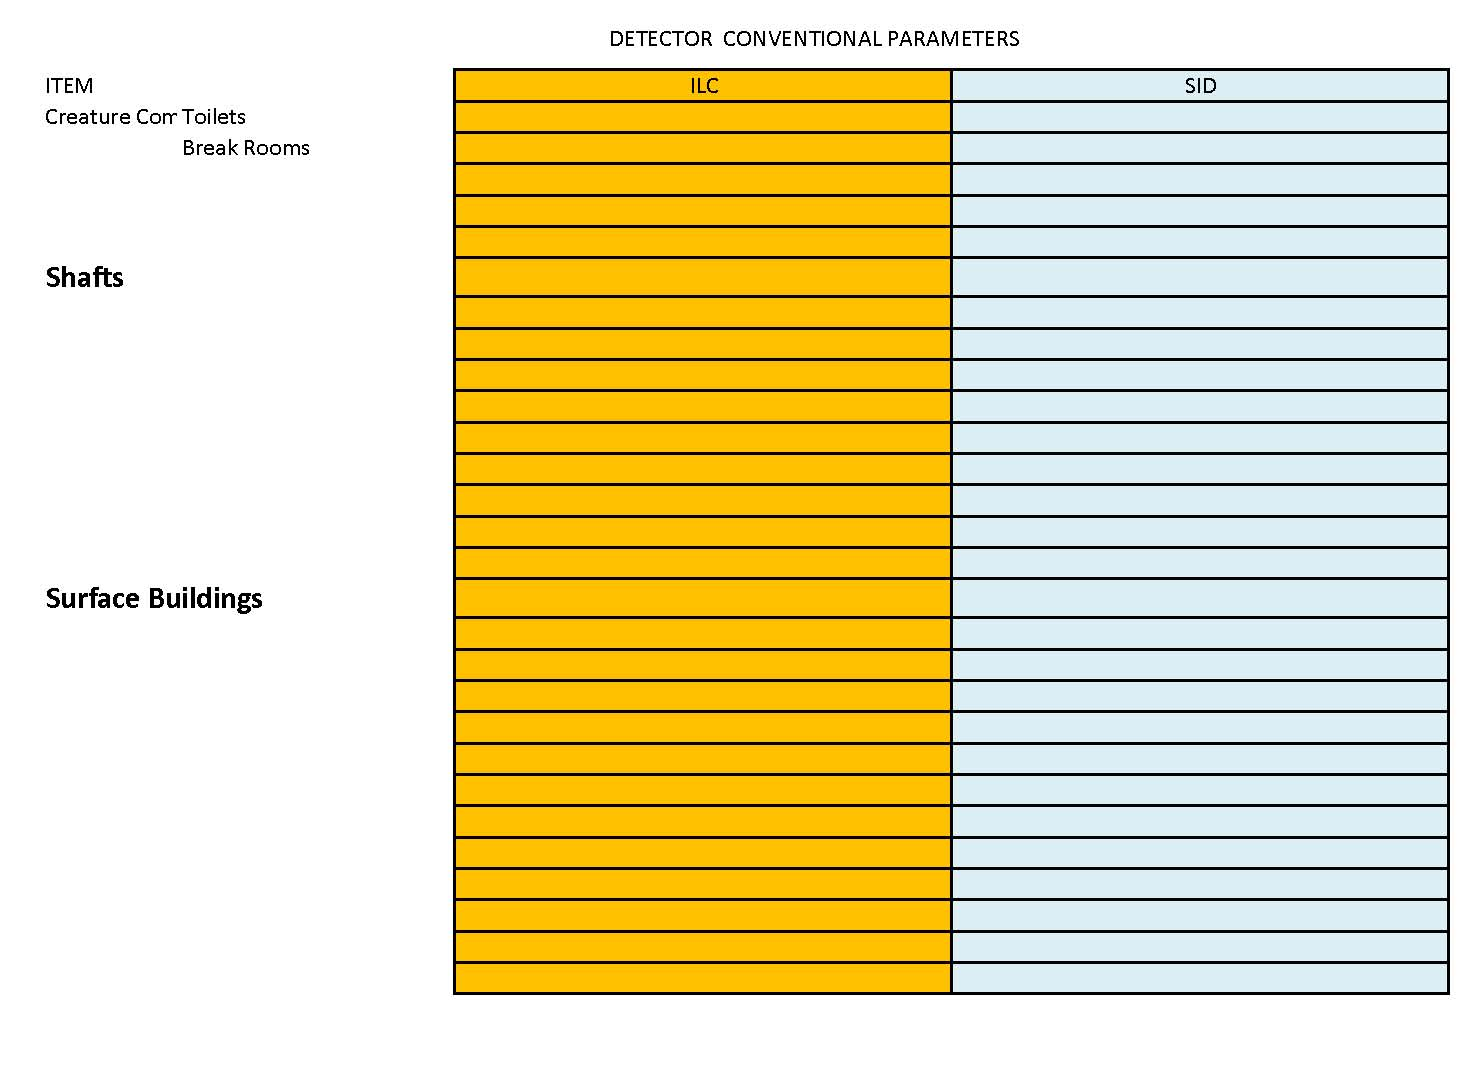 DETECTOR CONVENTIONAL PARAMETERS
ITEM ILC SID
Creature Com Toilets
Break Rooms
Shafts
Surface Buildings